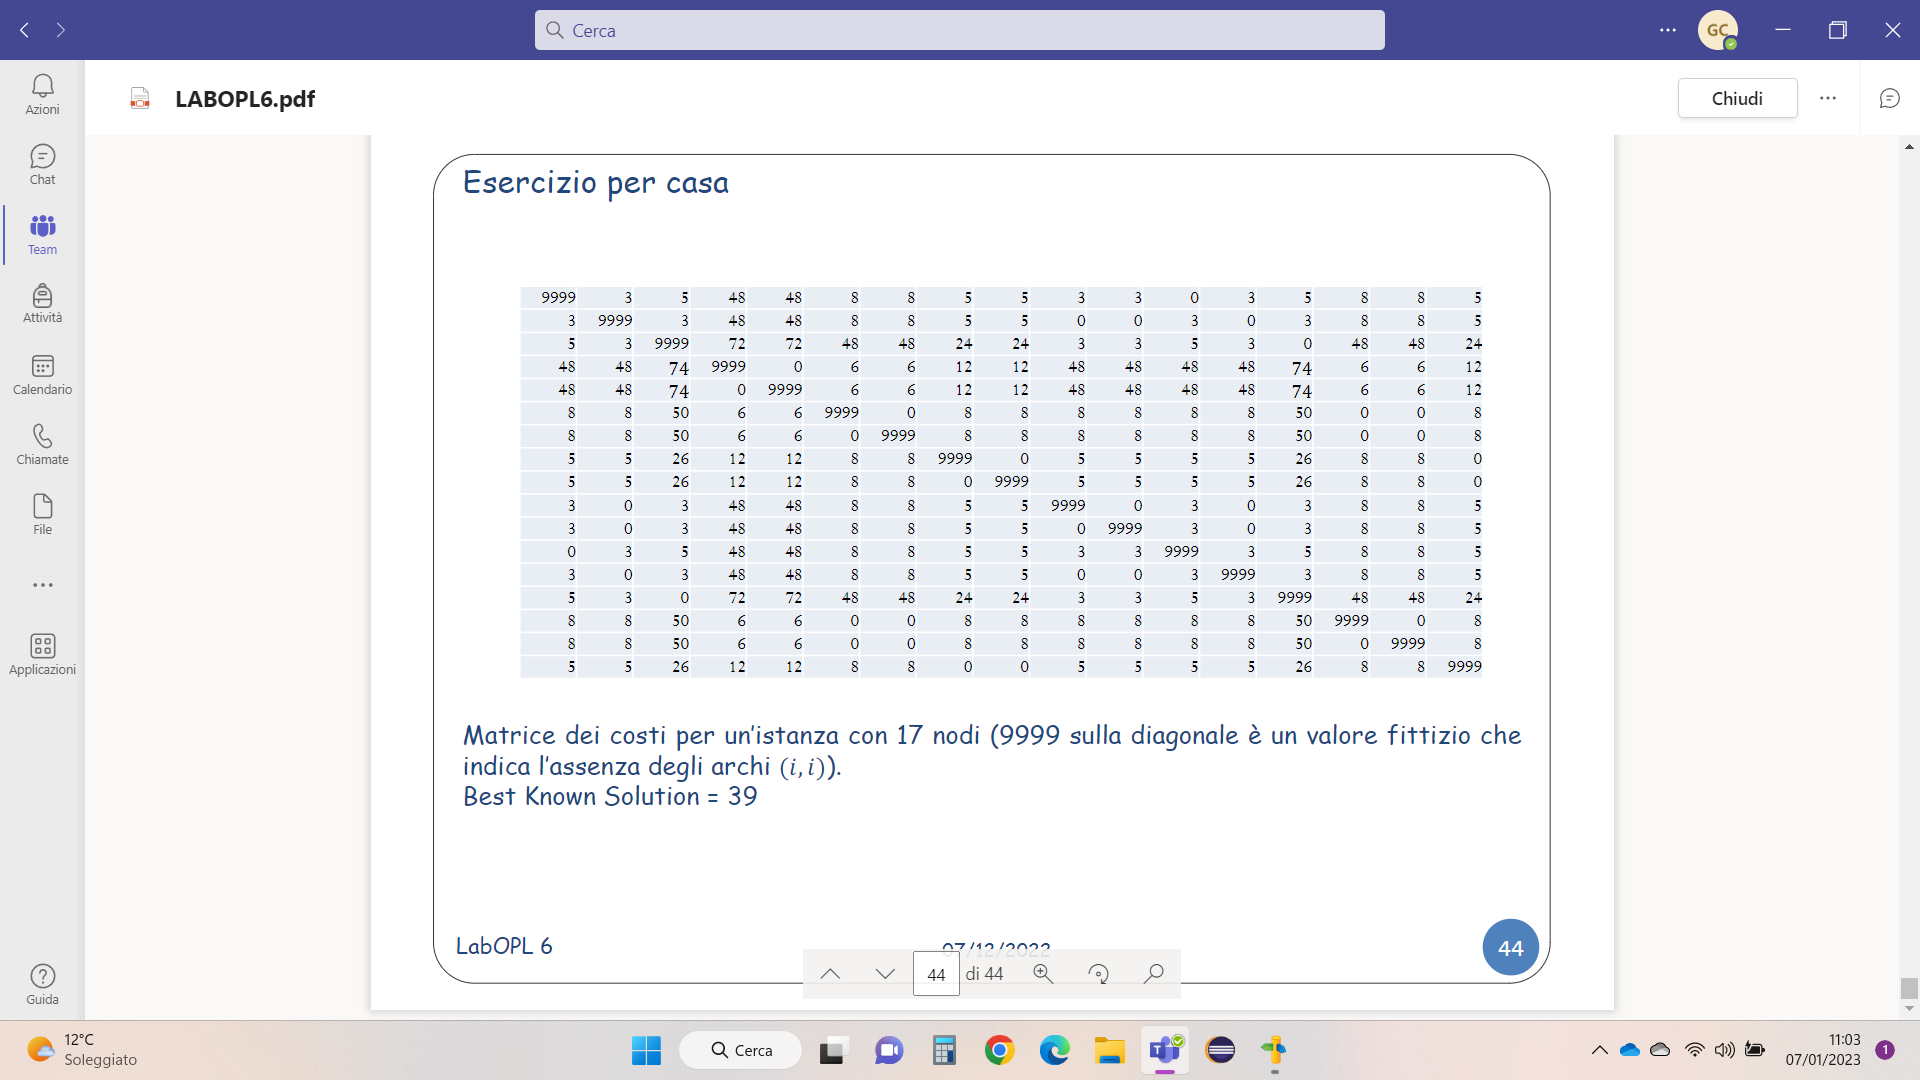 Cerca
GC
Azioni
Chat
Team
Attività
Calendario
Chiamate
File
Applicazioni
Guida
LABOPL6.pdf
Chiudi
Esercizio per casa
9999 3 5 48 48 8 8 5 5 3 3 0 3 5 8 8 5
3 9999 3 48 48 8 8 5 5 0 0 3 0 3 8 8 5
5 3 9999 72 72 48 48 24 24 3 3 5 3 0 48 48 24
48 48 74 9999 0 6 6 12 12 48 48 48 48 74 6 6 12
48 48 74 0 9999 6 6 12 12 48 48 48 48 74 6 6 12
8 8 50 6 6 9999 0 8 8 8 8 8 8 50 0 0 8
8 8 50 6 6 0 9999 8 8 8 8 8 8 50 0 0 8
5 5 26 12 12 8 8 9999 0 5 5 5 5 26 8 8 0
5 5 26 12 12 8 8 0 9999 5 5 5 5 26 8 8 0
3 0 3 48 48 8 8 5 5 9999 0 3 0 3 8 8 5
3 0 3 48 48 8 8 5 5 0 9999 3 0 3 8 8 5
0 3 5 48 48 8 8 5 5 3 3 9999 3 5 8 8 5
3 0 3 48 48 8 8 5 5 0 0 3 9999 3 8 8 5
5 3 0 72 72 48 48 24 24 3 3 5 3 9999 48 48 24
8 8 50 6 6 0 0 8 8 8 8 8 8 50 9999 0 8
8 8 50 6 6 0 0 8 8 8 8 8 8 50 0 9999 8
5 5 26 12 12 8 8 0 0 5 5 5 5 26 8 8 9999
Matrice dei costi per un'istanza con 17 nodi (9999 sulla diagonale è un valore fittizio che
indica l'assenza degli archi (i, i)).
Best Known Solution = 39
LabOPL 6
07/12/2022
44
44 di 44
12°C
Soleggiato
Cerca
11:03
07/01/2023
1